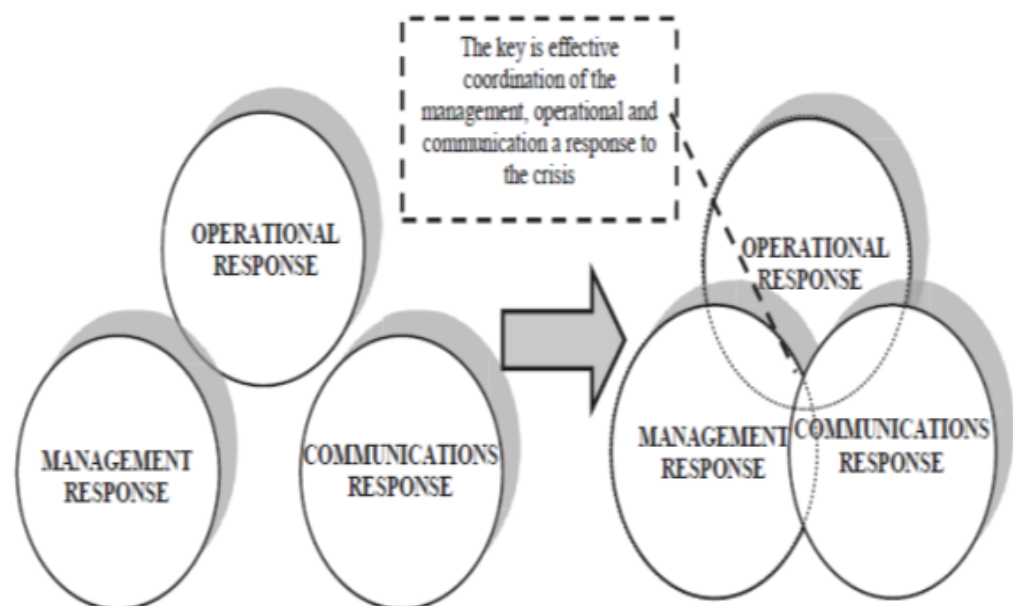 The key is effective
coordination of the
management, operational and
communication a response to
the crisis
OPERATIONAL
RESPONSE
MANAGEMENT
RESPONSE
COMMUNICATIONS
RESPONSE
OPERATIONAL
RESPONSE
MANAGEMENT
RESPONSE
COMMUNICATIONS
RESPONSE